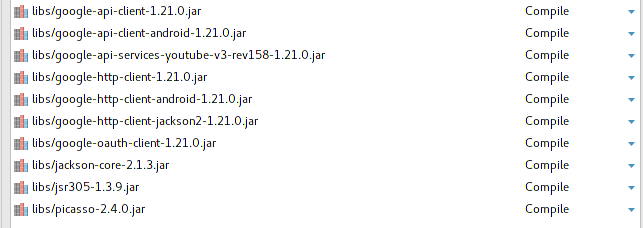 libs/google-api-client-1.21.0.jar Compile
libs/google-api-client-android-1.21.0.jar Compile
libs/google-api-services-youtube-v3-rev158-1.21.0.jar Compile
libs/google-http-client-1.21.0.jar Compile
libs/google-http-client-android-1.21.0.jar Compile
libs/google-http-client-jackson2-1.21.0.jar Compile
libs/google-oauth-client-1.21.0.jar Compile
libs/jackson-core-2.1.3.jar Compile
libs/jsr305-1.3.9.jar Compile
libs/picasso-2.4.0.jar Compile